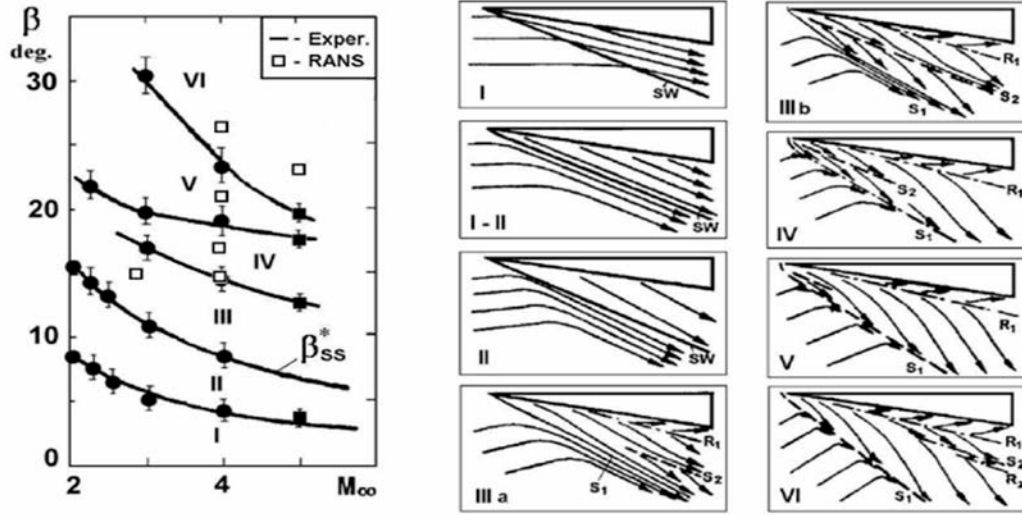 β
deg.
- Exper.
- RANS
30
20
10
0
2
4
M∞
VI
V
IV
III
II
I
β*SS
SW
I
SW
I - II
SW
II
R1
S2
S1
III a
R1
S2
S1
III b
R1
S2
S1
IV
R1
S1
V
R1
S2
R2
S1
VI